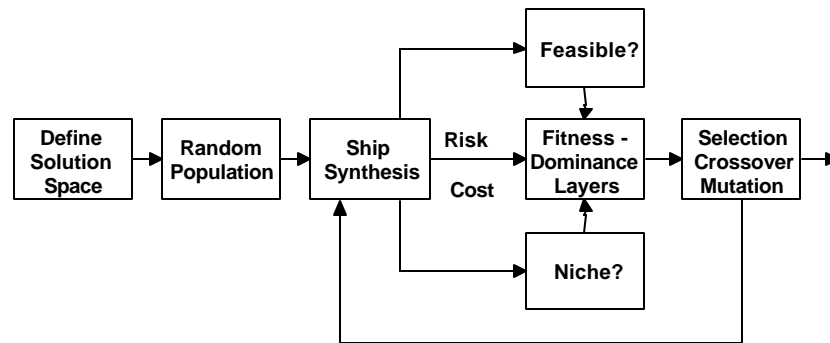 Feasible?
Define
Solution
Space
Random
Population
Ship
Synthesis
Risk
Cost
Fitness -
Dominance
Layers
Selection
Crossover
Mutation
Niche?